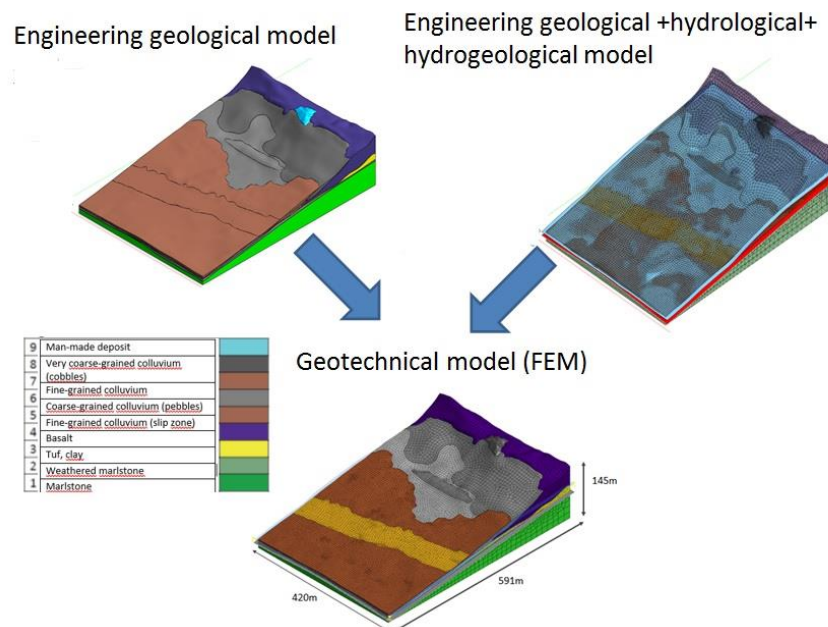 Engineering geological model
Engineering geological +hydrological+
hydrogeological model
9 Man-made deposit
8 Very coarse-grained colluvium
7 (cobbles)
6 Fine-grained colluvium
5 Coarse-grained colluvium (pebbles)
4 Fine-grained colluvium (slip zone)
3 Basalt
2 Tuf, clay
1 Weathered marlstone
Marlstone
Geotechnical model (FEM)
145m
591m
420m